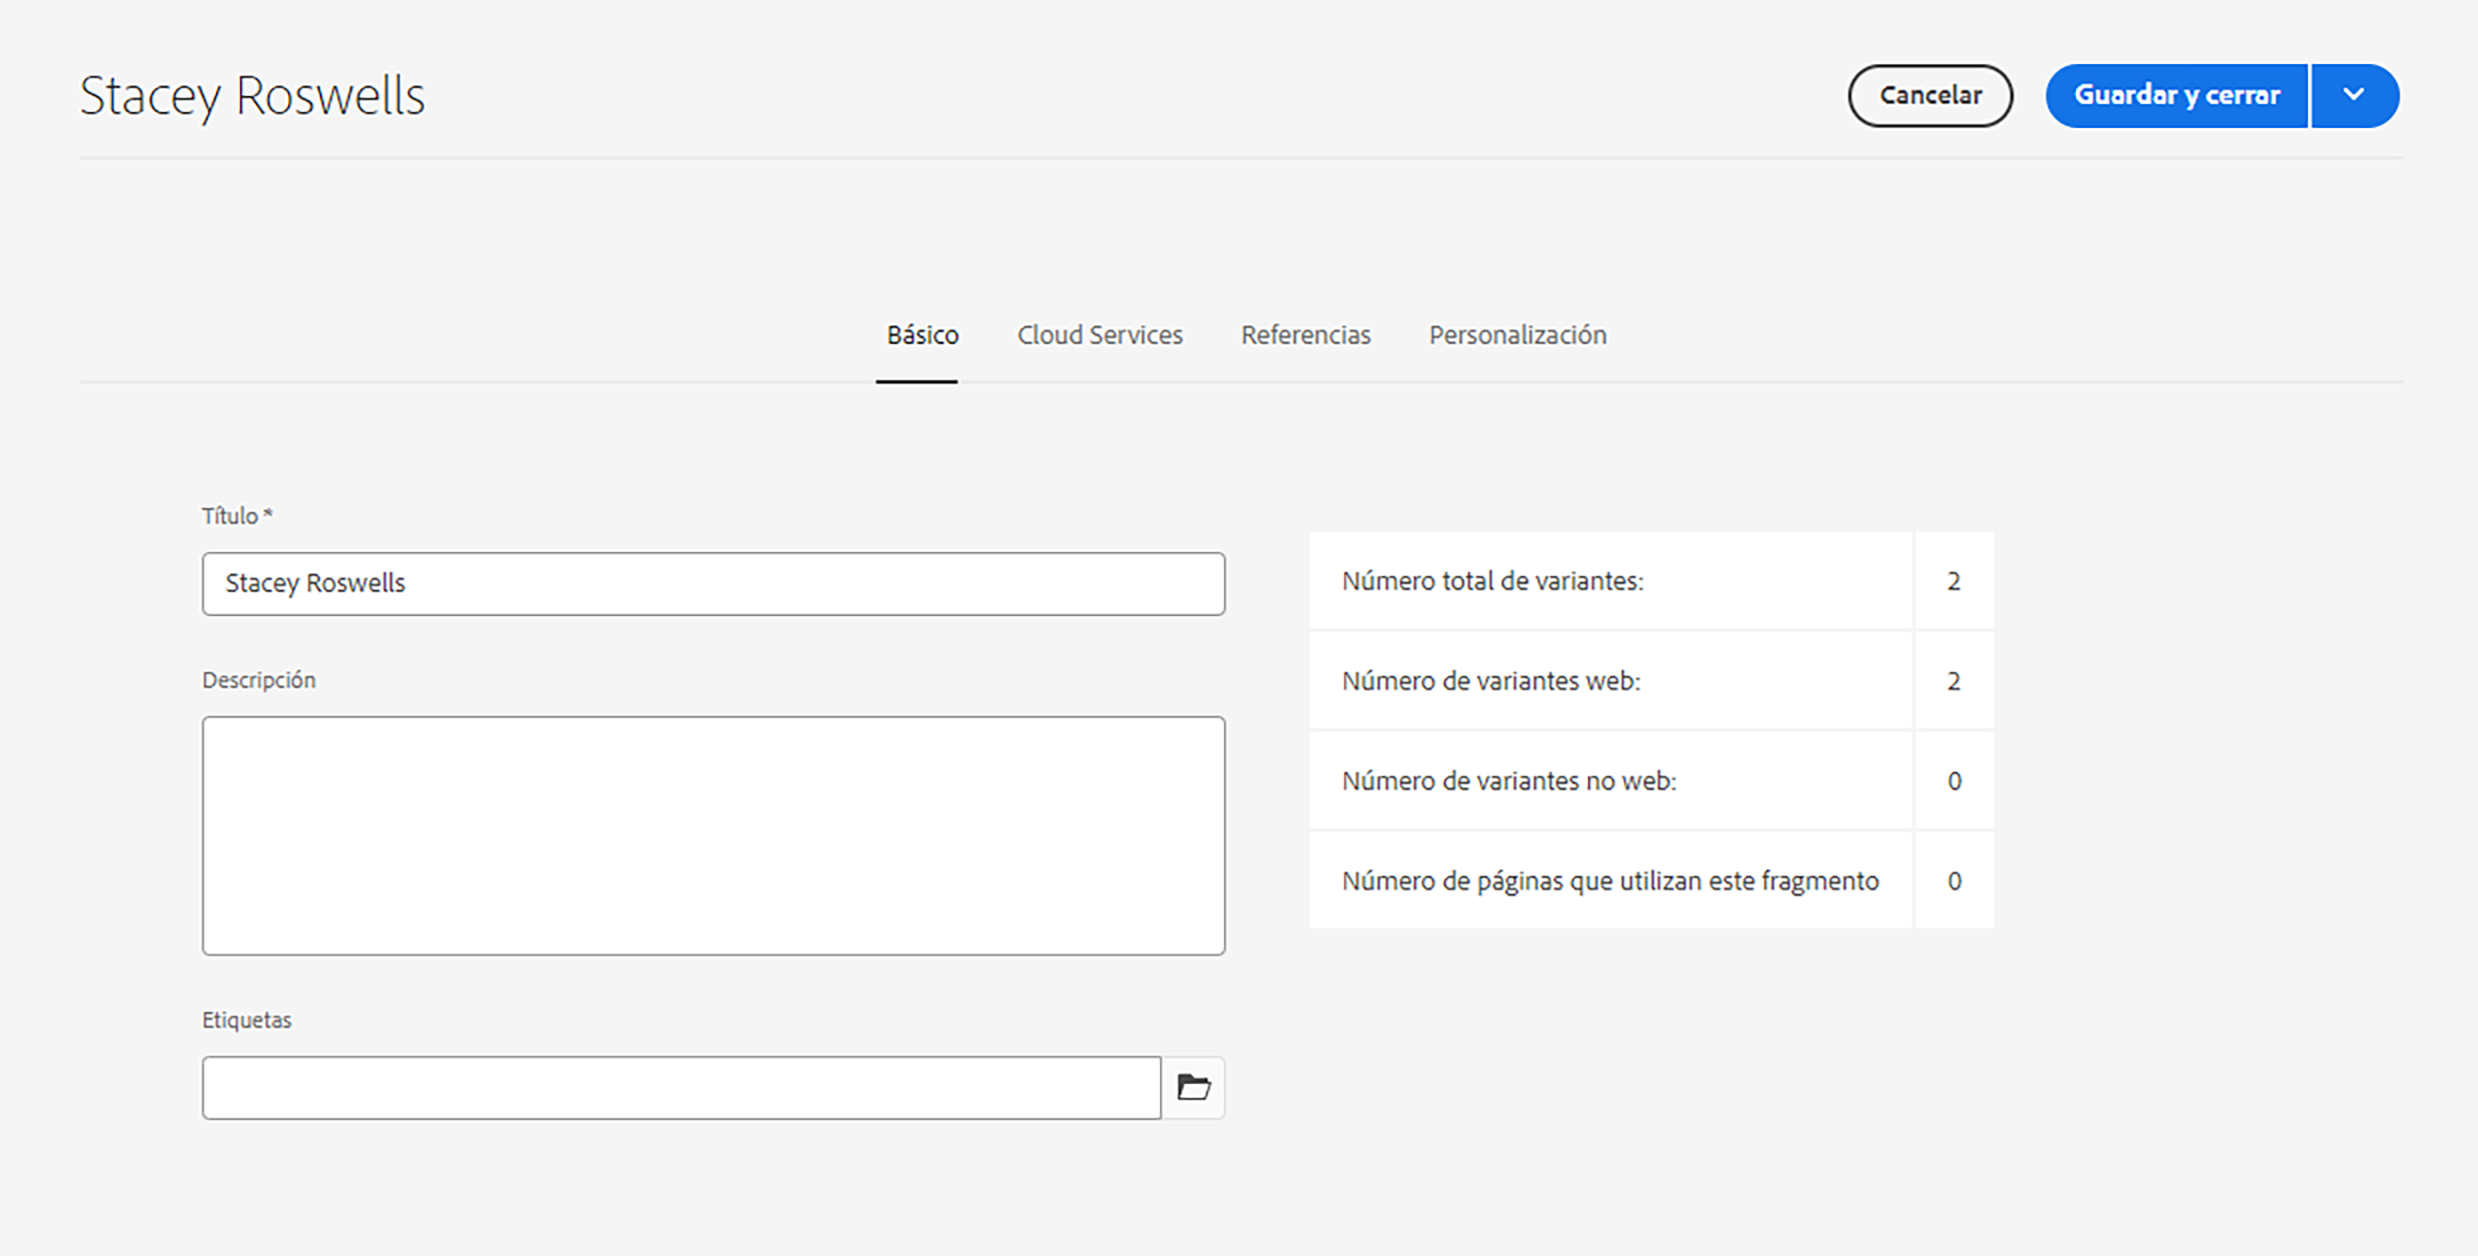 Stacey Roswells
Cancelar
Guardar y cerrar
Básico
Cloud Services
Referencias
Personalización
Título *
Stacey Roswells
Descripción
Etiquetas
Número total de variantes: 2
Número de variantes web: 2
Número de variantes no web: 0
Número de páginas que utilizan este fragmento 0